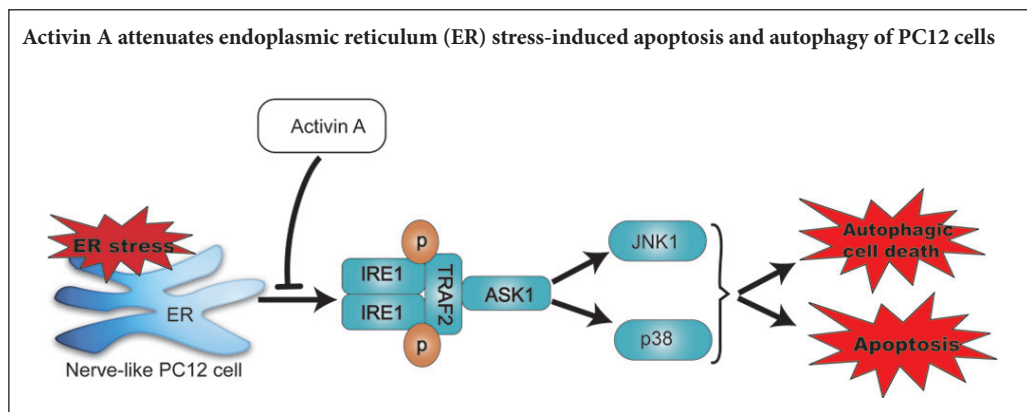 Activin A attenuates endoplasmic reticulum (ER) stress-induced apoptosis and autophagy of PC12 cells
Activin A
ER stress
ER
Nerve-like PC12 cell
p
IRE1
IRE1
p
TRAF2
ASK1
JNK1
p38
Autophagic
cell death
Apoptosis